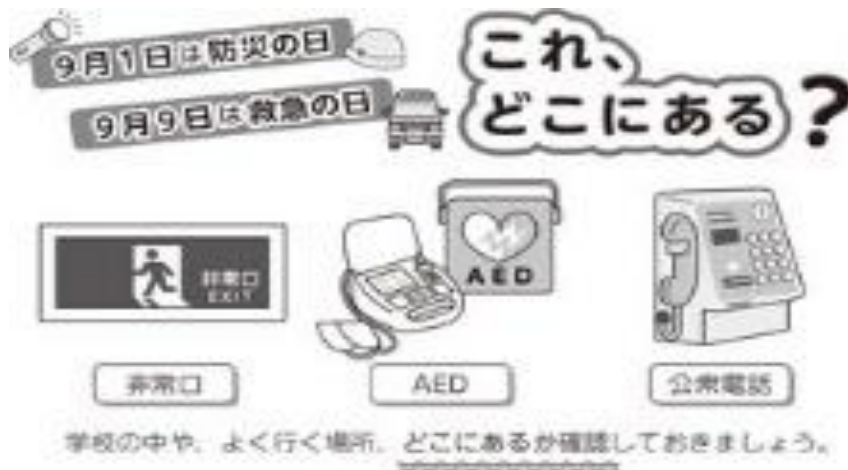 9月1日は防災の日
9月9日は救急の日
これ、
どこにある?
非常口
EXIT
AED
非常口
AED
公衆電話
学校の中や、よく行く場所、どこにあるか確認しておきましょう。